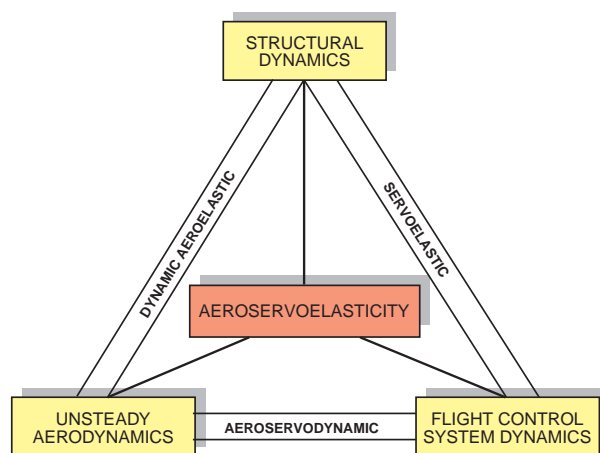 STRUCTURAL
DYNAMICS
DYNAMIC AEROELASTIC
SERVOELASTIC
AEROSERVOELASTICITY
UNSTEADY
AERODYNAMICS
AEROSERVODYNAMIC
FLIGHT CONTROL
SYSTEM DYNAMICS